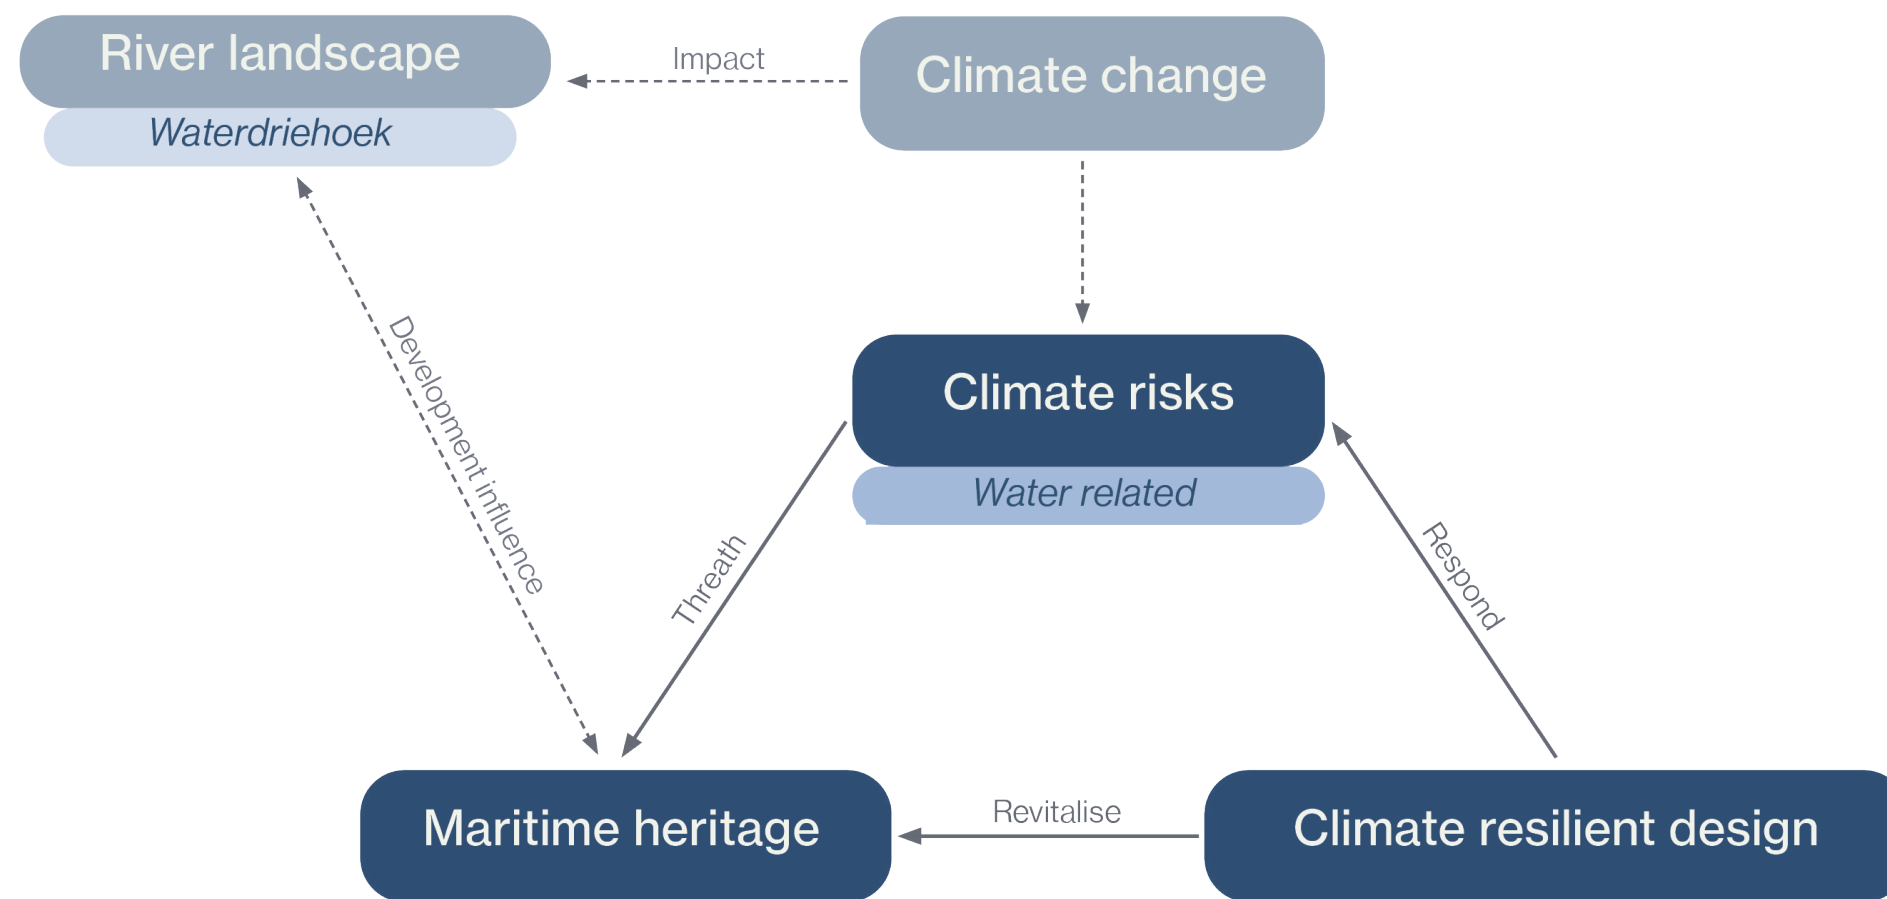 River landscape
Impact
Climate change
Waterdriehoek
Development influence
Climate risks
Water related
Threath
Respond
Maritime heritage
Revitalise
Climate resilient design